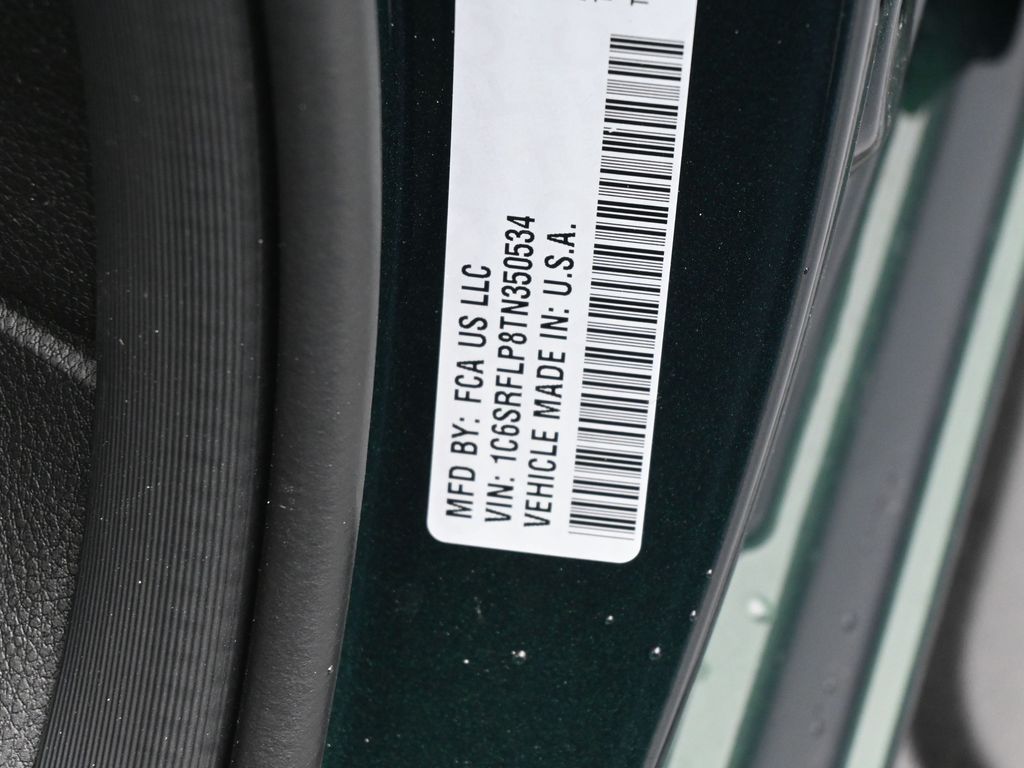 MFD BY: FCA US LLC
VIN: 1C6SRFLP8TN350534
VEHICLE MADE IN: U.S.A.